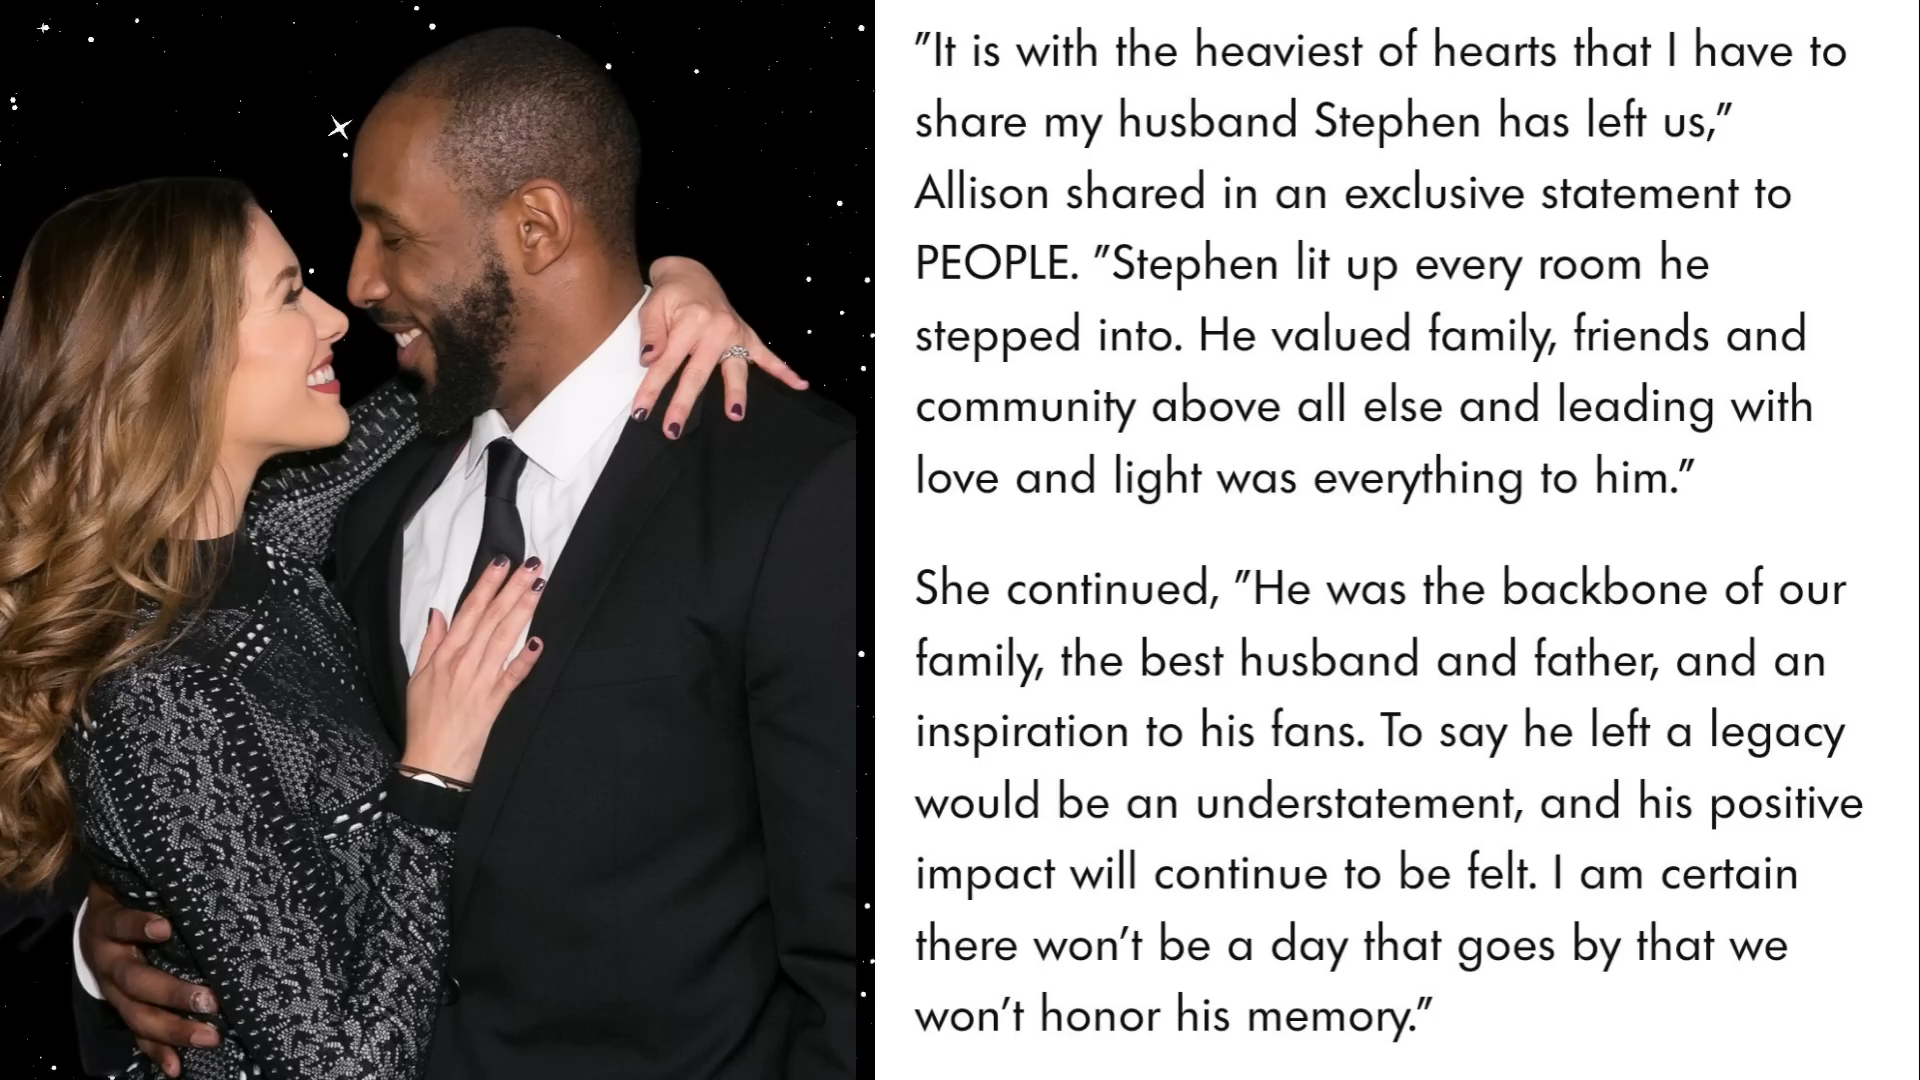 "It is with the heaviest of hearts that I have to
share my husband Stephen has left us,"
Allison shared in an exclusive statement to
PEOPLE. "Stephen lit up every room he
stepped into. He valued family, friends and
community above all else and leading with
love and light was everything to him."
She continued, "He was the backbone of our
family, the best husband and father, and an
inspiration to his fans. To say he left a legacy
would be an understatement, and his positive
impact will continue to be felt. I am certain
there won't be a day that goes by that we
won't honor his memory."